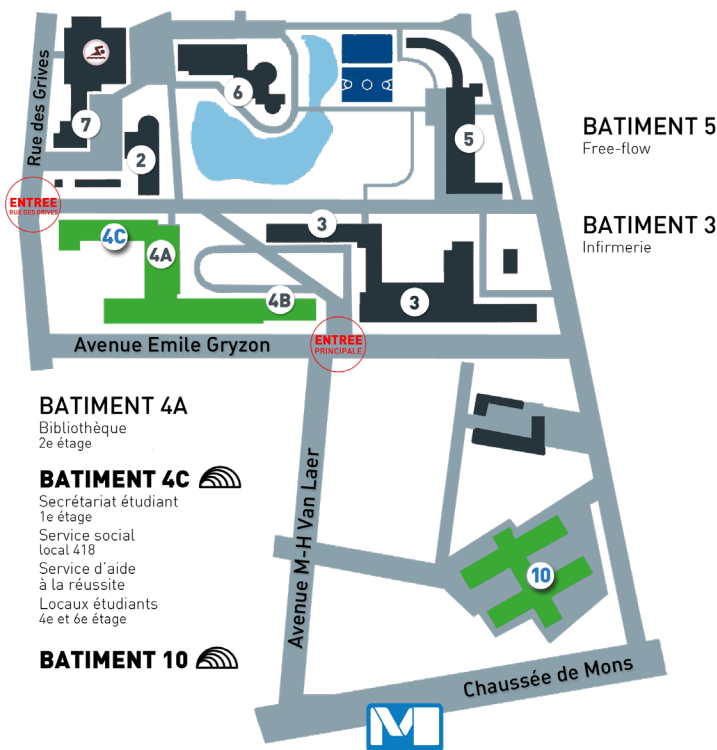 Rue des Grives
7
2
6
5
ENTREE
RUE DES GRIVES
4C
4A
4B
3
3
Avenue Emile Gryzon
ENTREE
PRINCIPALE
BATIMENT 5
Free-flow
BATIMENT 3
Infirmerie
BATIMENT 4A
Bibliothèque
2e étage
BATIMENT 4C
Secrétariat étudiant
1e étage
Service social
local 418
Service d'aide
à la réussite
Locaux étudiants
4e et 6e étage
BATIMENT 10
Avenue M-H Van Laer
10
Chaussée de Mons
M